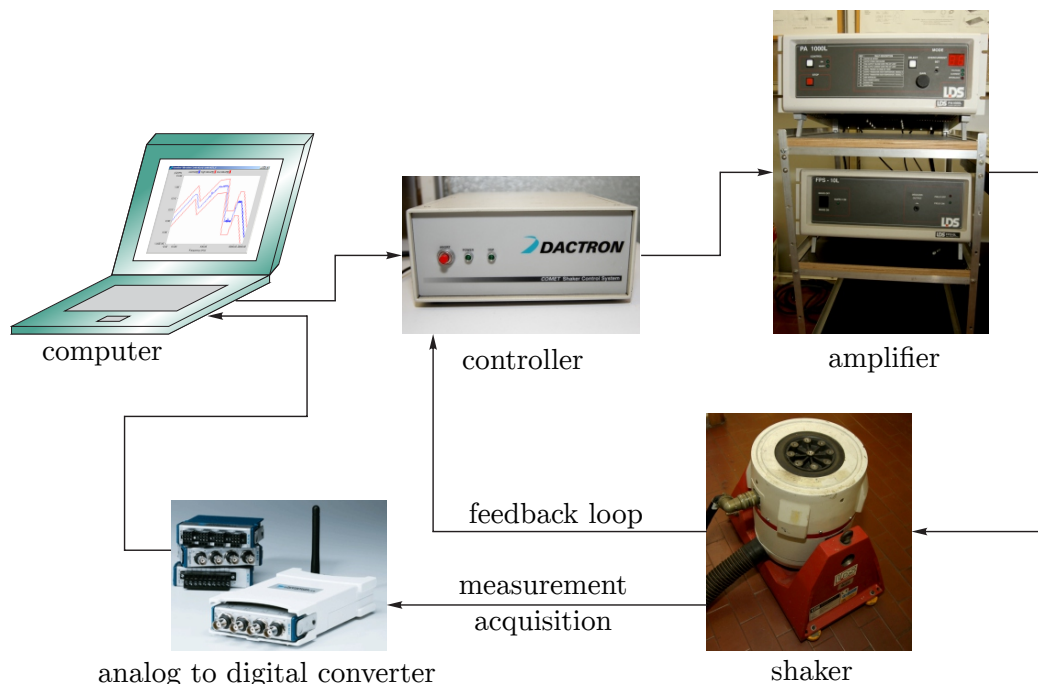 PA 1000L
MODE
LDS
FPS - 10L
LDS
DACTRON
COMET Shaker Control System
computer
controller
amplifier
feedback loop
measurement
acquisition
analog to digital converter
shaker